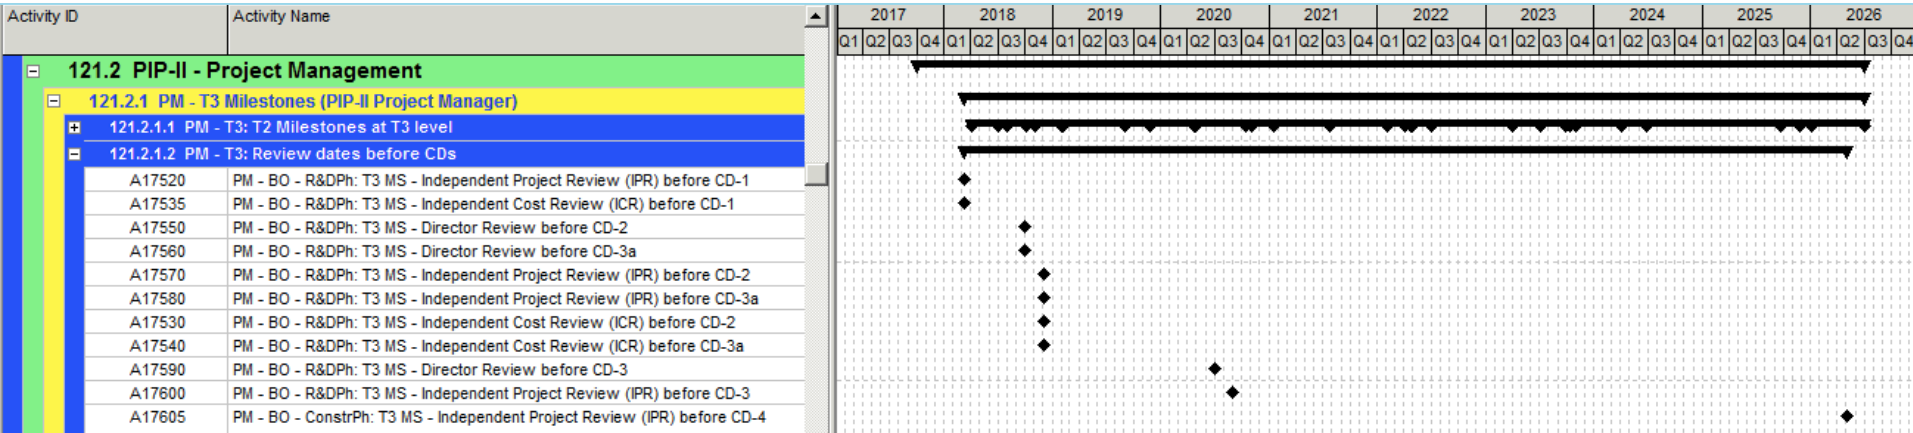 Activity ID Activity Name 2017 2018 2019 2020 2021 2022 2023 2024 2025 2026
Q1 Q2 Q3 Q4 Q1 Q2 Q3 Q4 Q1 Q2 Q3 Q4 Q1 Q2 Q3 Q4 Q1 Q2 Q3 Q4 Q1 Q2 Q3 Q4 Q1 Q2 Q3 Q4 Q1 Q2 Q3 Q4 Q1 Q2 Q3 Q4 Q1 Q2 Q3 Q4
121.2 PIP-II - Project Management
121.2.1 PM - T3 Milestones (PIP-II Project Manager)
121.2.1.1 PM - T3: T2 Milestones at T3 level
121.2.1.2 PM - T3: Review dates before CDs
A17520 PM - BO - R&DPh: T3 MS - Independent Project Review (IPR) before CD-1
A17535 PM - BO - R&DPh: T3 MS - Independent Cost Review (ICR) before CD-1
A17550 PM - BO - R&DPh: T3 MS - Director Review before CD-2
A17560 PM - BO - R&DPh: T3 MS - Director Review before CD-3a
A17570 PM - BO - R&DPh: T3 MS - Independent Project Review (IPR) before CD-2
A17580 PM - BO - R&DPh: T3 MS - Independent Project Review (IPR) before CD-3a
A17530 PM - BO - R&DPh: T3 MS - Independent Cost Review (ICR) before CD-2
A17540 PM - BO - R&DPh: T3 MS - Independent Cost Review (ICR) before CD-3a
A17590 PM - BO - R&DPh: T3 MS - Director Review before CD-3
A17600 PM - BO - R&DPh: T3 MS - Independent Project Review (IPR) before CD-3
A17605 PM - BO - ConstrPh: T3 MS - Independent Project Review (IPR) before CD-4